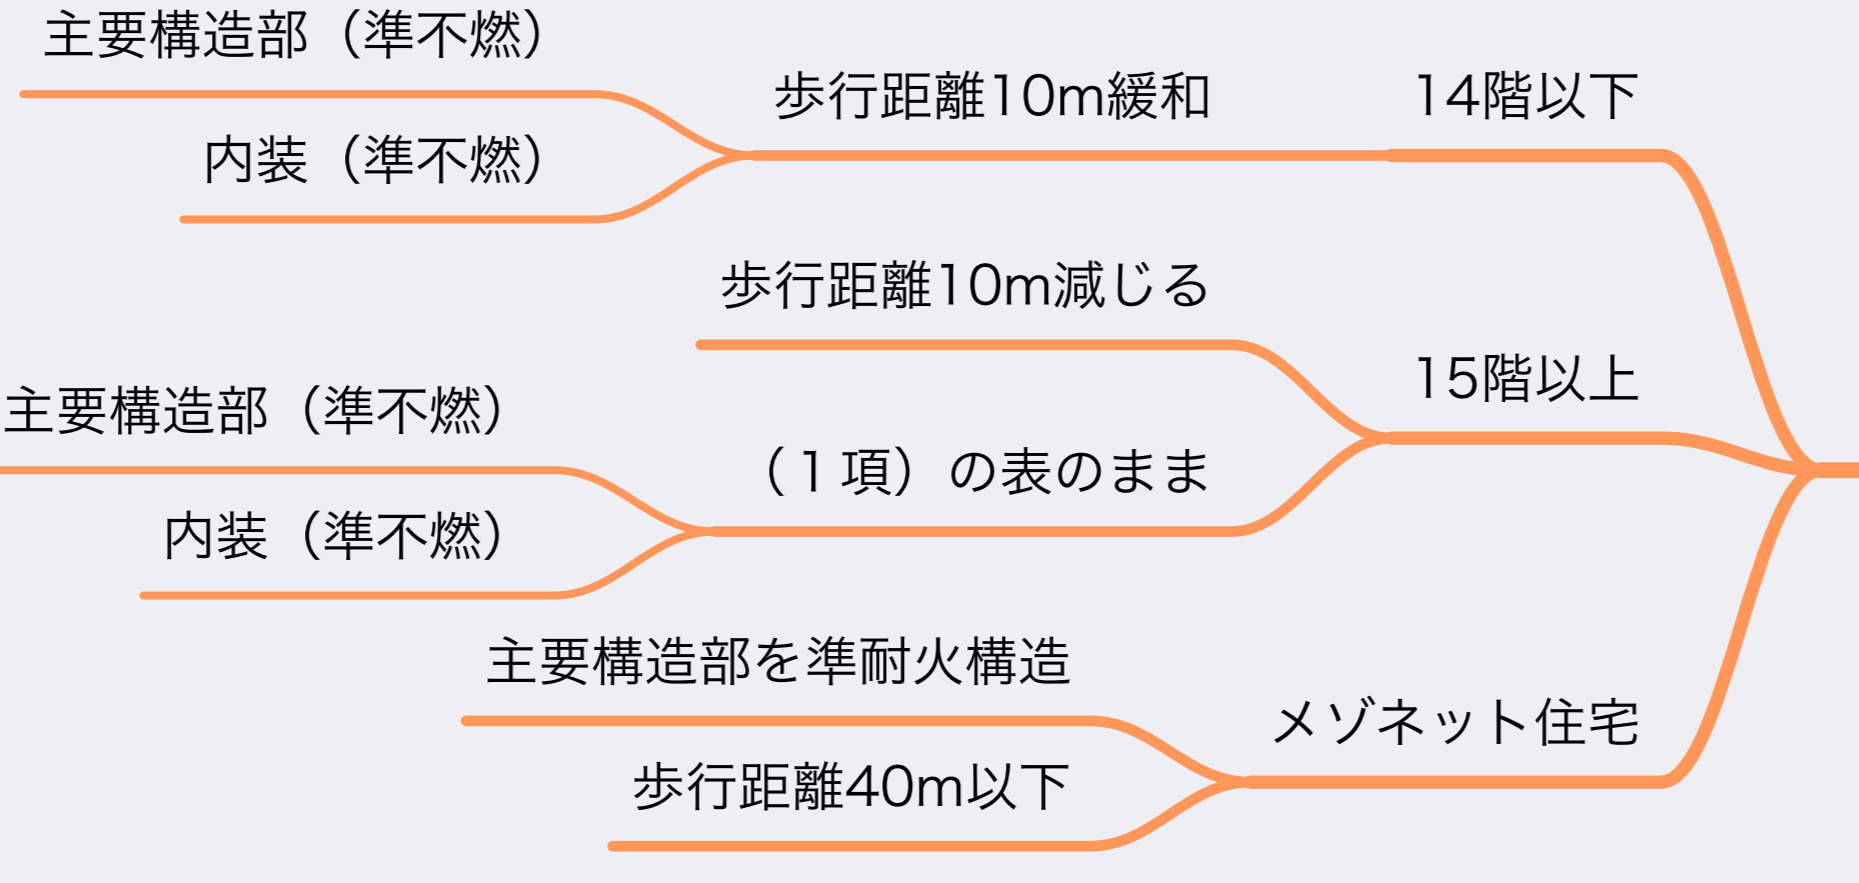 主要構造部（準不燃）
内装（準不燃）
歩行距離10m緩和
14階以下
歩行距離10m減じる
15階以上
主要構造部（準不燃）
内装（準不燃）
（１項）の表のまま
主要構造部を準耐火構造
歩行距離40m以下
メゾネット住宅